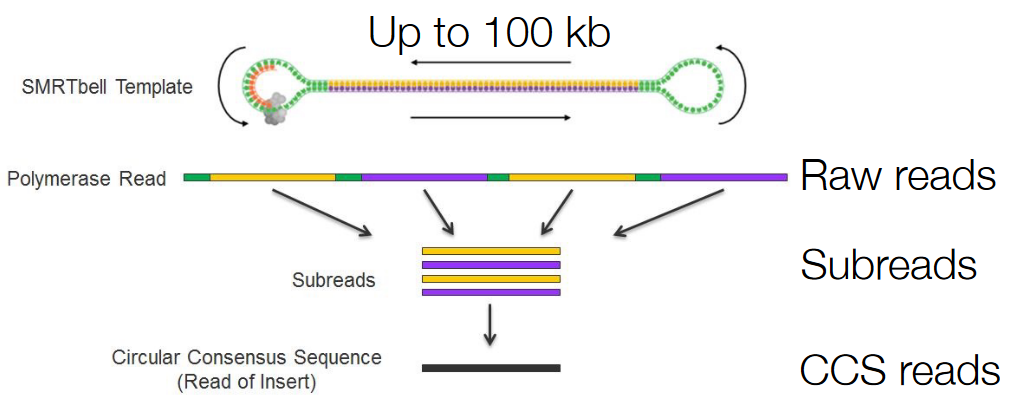 Up to 100 kb
SMRTbell Template
Polymerase Read
Raw reads
Subreads
Subreads
Circular Consensus Sequence
(Read of Insert)
CCS reads